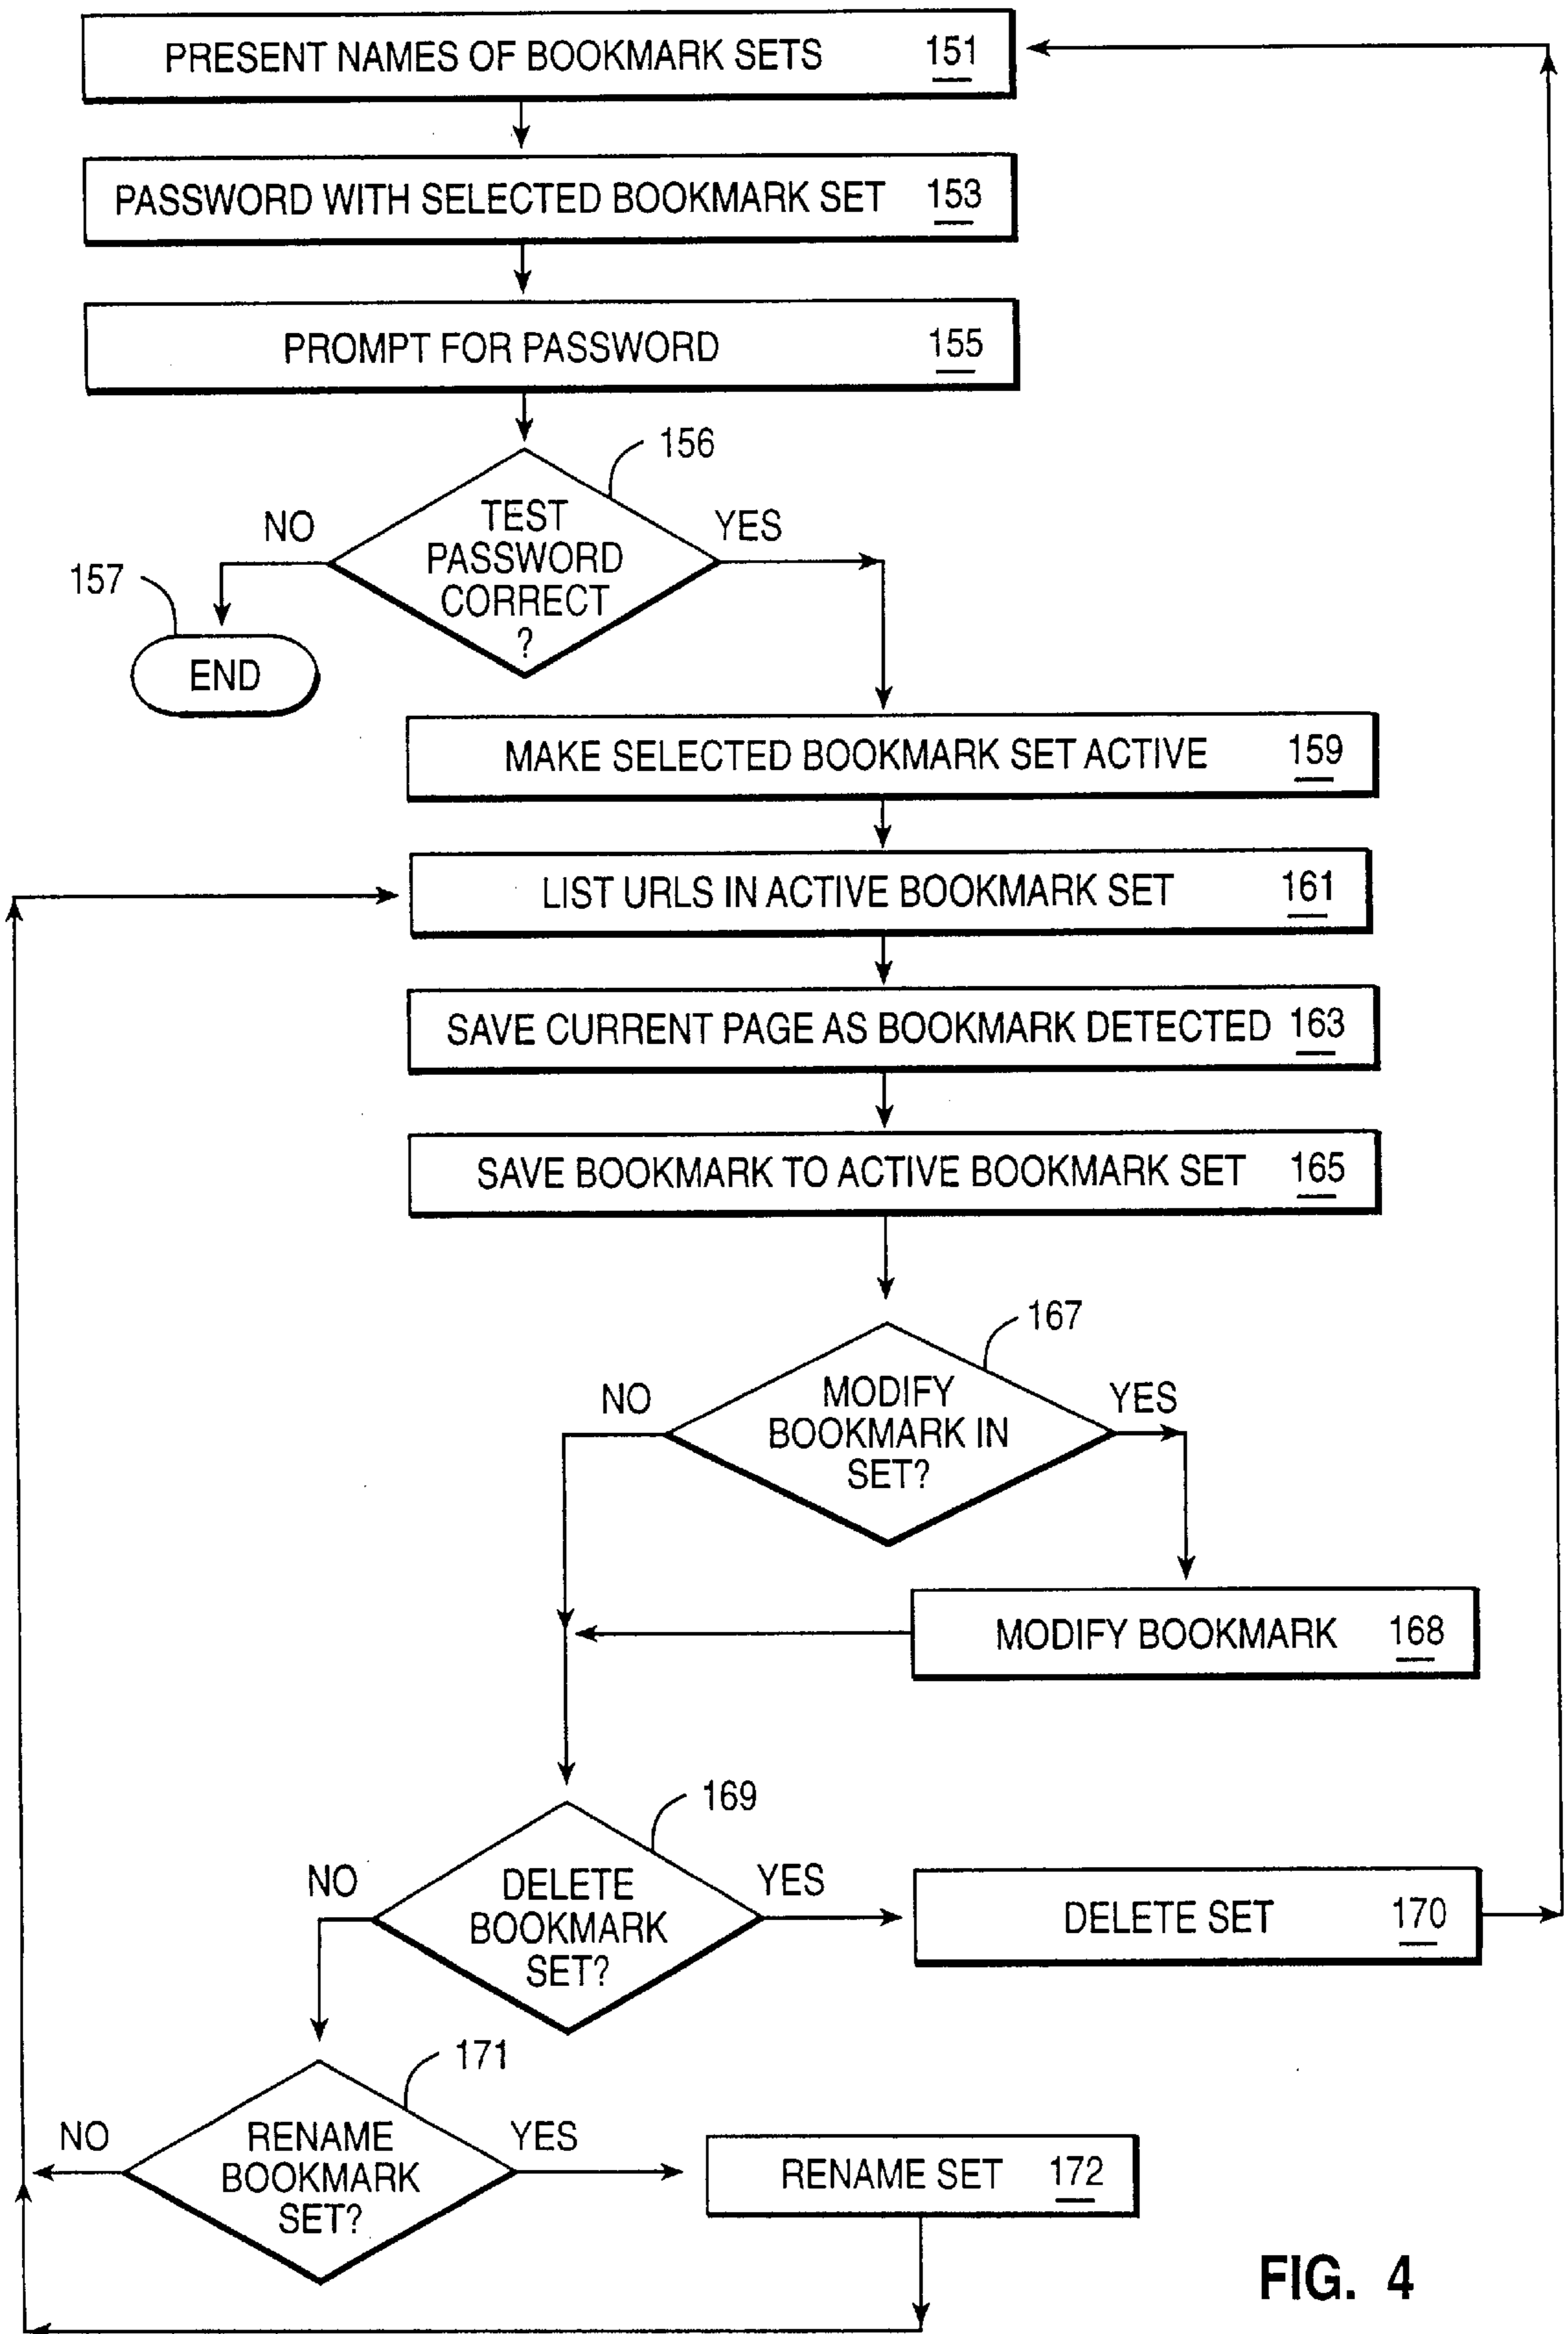 PRESENT NAMES OF BOOKMARK SETS 151
PASSWORD WITH SELECTED BOOKMARK SET 153
PROMPT FOR PASSWORD 155
156
TEST
PASSWORD
CORRECT
?
NO
YES
157
END
MAKE SELECTED BOOKMARK SET ACTIVE 159
LIST URLS IN ACTIVE BOOKMARK SET 161
SAVE CURRENT PAGE AS BOOKMARK DETECTED 163
SAVE BOOKMARK TO ACTIVE BOOKMARK SET 165
167
MODIFY
BOOKMARK IN
SET?
NO
YES
MODIFY BOOKMARK 168
169
DELETE
BOOKMARK
SET?
NO
YES
DELETE SET 170
171
RENAME
BOOKMARK
SET?
NO
YES
RENAME SET 172
FIG. 4